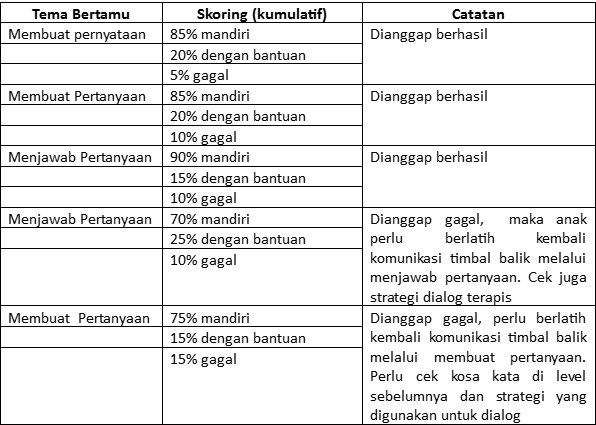 Tema Bertamu Skoring (kumulatif) Catatan
Membuat pernyataan 85% mandiri Dianggap berhasil
20% dengan bantuan
5% gagal
Membuat Pertanyaan 85% mandiri Dianggap berhasil
20% dengan bantuan
10% gagal
Menjawab Pertanyaan 90% mandiri Dianggap berhasil
15% dengan bantuan
10% gagal
Menjawab Pertanyaan 70% mandiri Dianggap gagal, maka anak
25% dengan bantuan perlu berlatih kembali
10% gagal komunikasi timbal balik melalui
menjawab pertanyaan. Cek juga
strategi dialog terapis
Membuat Pertanyaan 75% mandiri Dianggap gagal, perlu berlatih
15% dengan bantuan kembali komunikasi timbal balik
15% gagal melalui membuat pertanyaan.
Perlu cek kosa kata di level
sebelumnya dan strategi yang
digunakan untuk dialog